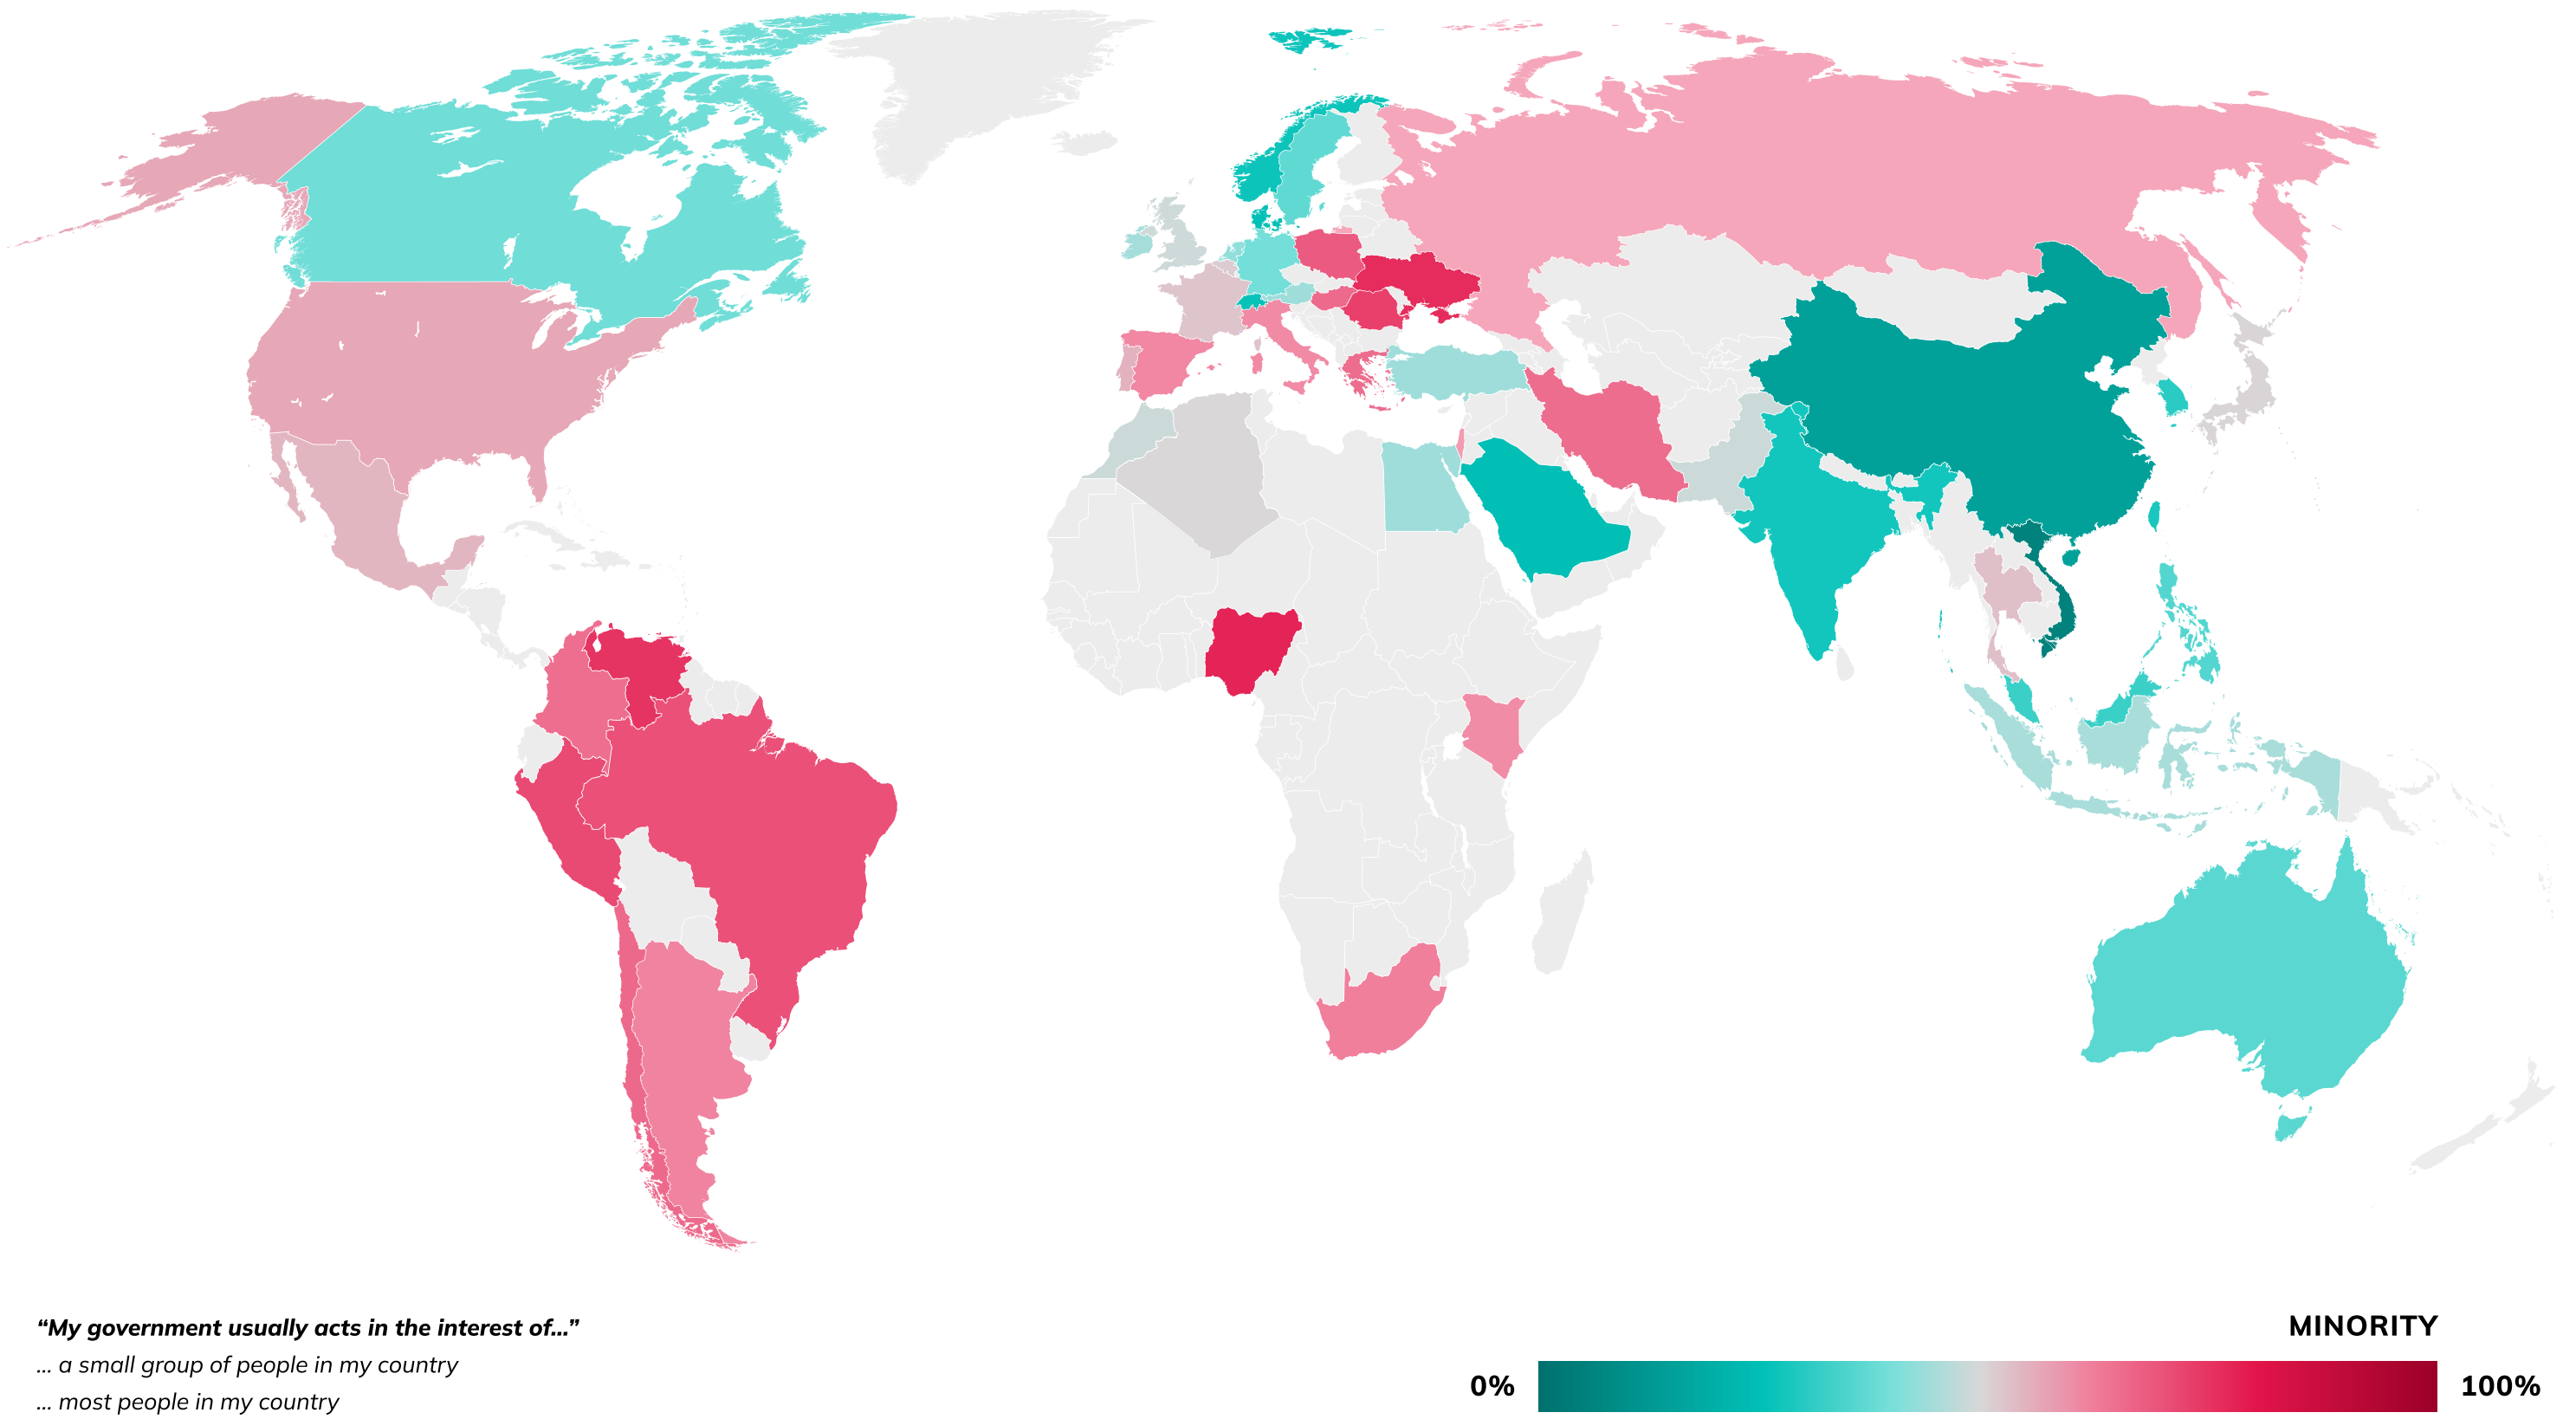 “My government usually acts in the interest of...”
... a small group of people in my country
... most people in my country
MINORITY
0%
100%